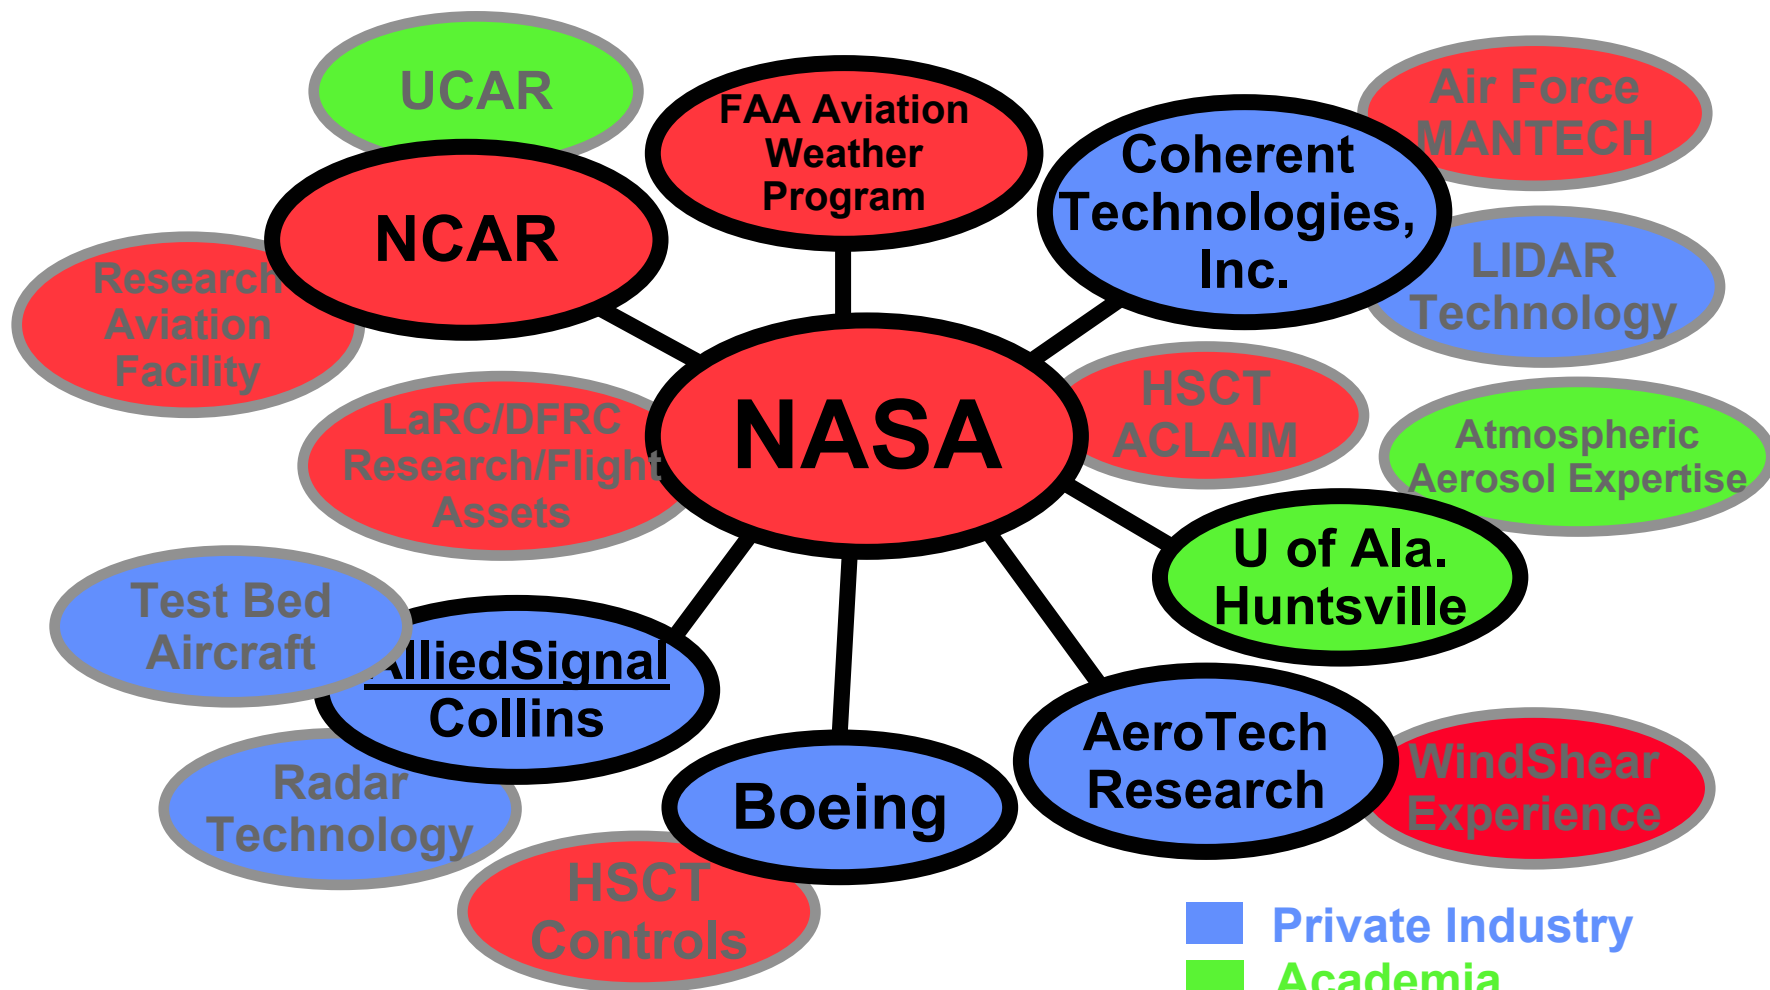 UCAR
FAA Aviation
Weather
Program
Air Force
MANTECH
Coherent
Technologies,
Inc.
NCAR
LIDAR
Technology
Research
Aviation
Facility
HSCT
ACLAIM
LaRC/DFRC
Research/Flight
Assets
NASA
Atmospheric
Aerosol Expertise
U of Ala.
Huntsville
Test Bed
Aircraft
AlliedSignal
Collins
AeroTech
Research
WindShear
Experience
Radar
Technology
Boeing
HSCT
Controls
Private Industry
Academia